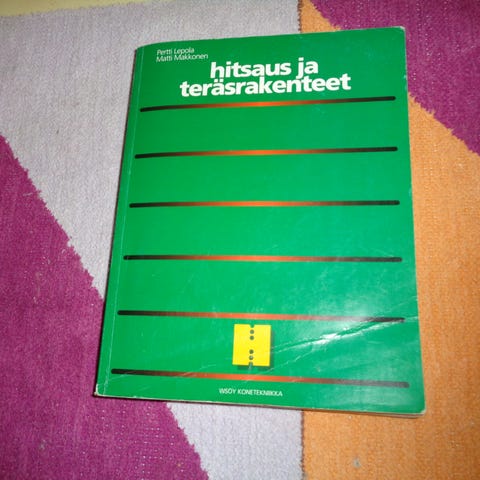 Pertti Lepola
Matti Makkonen
hitsaus ja
teräsrakenteet
WSOY KONETEKNIIKKA